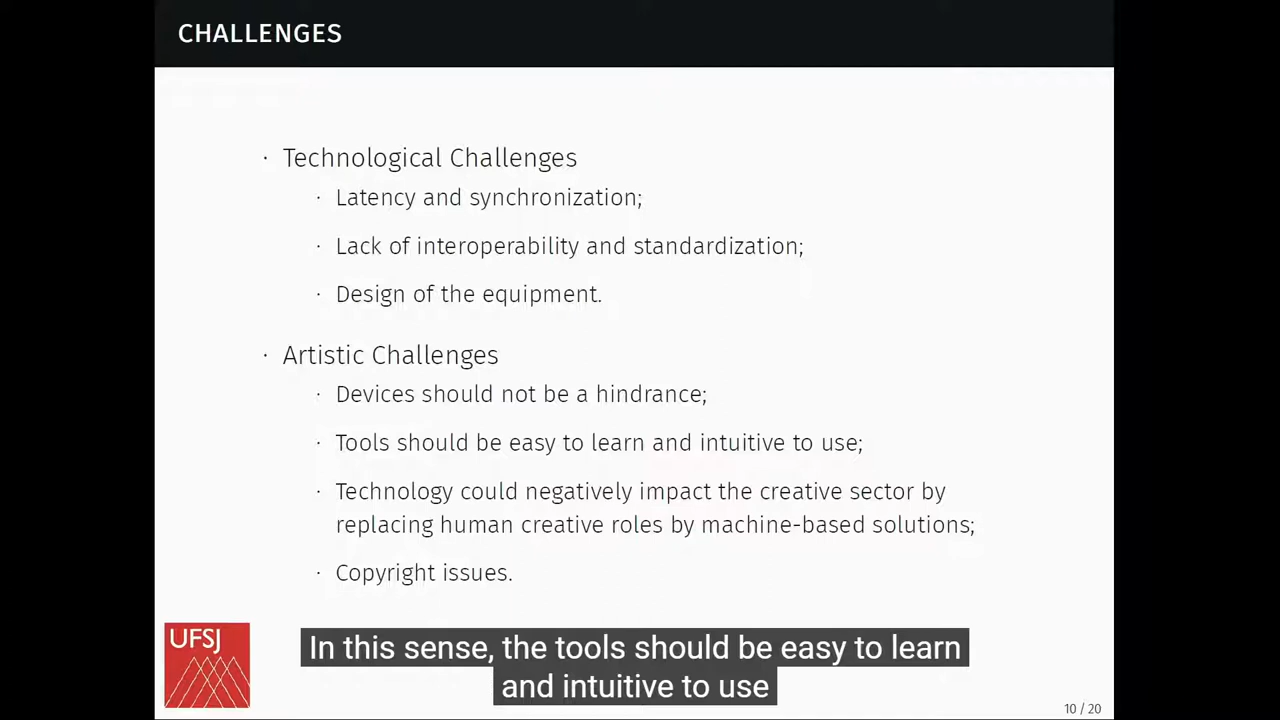 CHALLENGES
· Technological Challenges
· Latency and synchronization;
· Lack of interoperability and standardization;
· Design of the equipment.
· Artistic Challenges
· Devices should not be a hindrance;
· Tools should be easy to learn and intuitive to use;
· Technology could negatively impact the creative sector by
replacing human creative roles by machine-based solutions;
· Copyright issues.
UFSJ
In this sense, the tools should be easy to learn
and intuitive to use
10 / 20